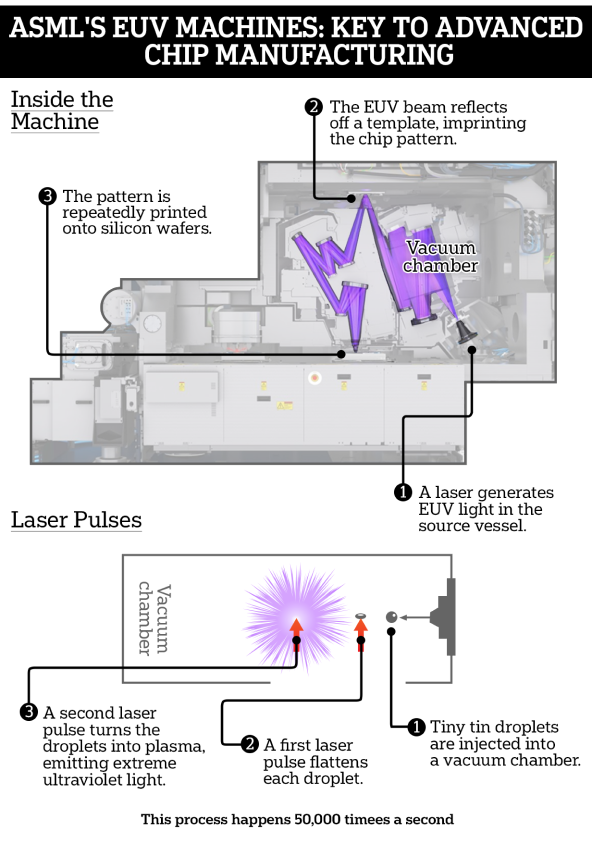 ASML'S EUV MACHINES: KEY TO ADVANCED
CHIP MANUFACTURING
Inside the
Machine
2 The EUV beam reflects
off a template, imprinting
the chip pattern.
3 The pattern is
repeatedly printed
onto silicon wafers.
Vacuum
chamber
1 A laser generates
EUV light in the
source vessel.
Laser Pulses
Vacuum
chamber
3 A second laser
pulse turns the
droplets into plasma,
emitting extreme
ultraviolet light.
2 A first laser
pulse flattens
each droplet.
1 Tiny tin droplets
are injected into
a vacuum chamber.
This process happens 50,000 timees a second